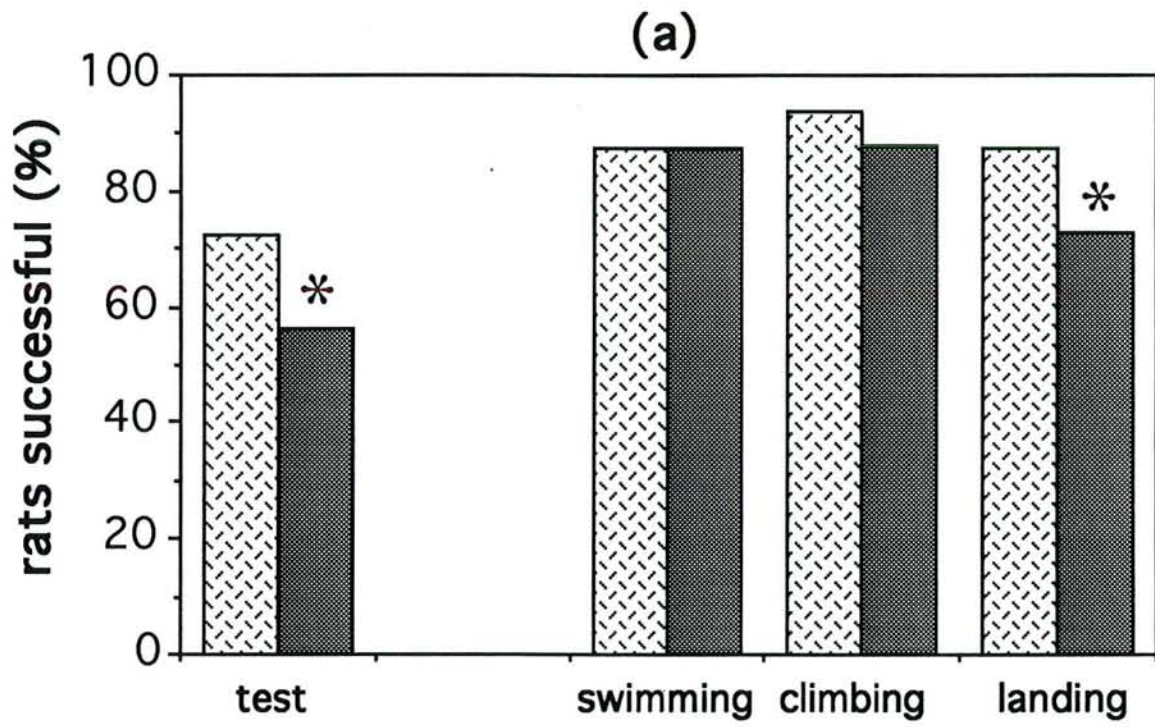 (a)
rats successful (%)
100
80
60
40
20
0
*
*
test
swimming
climbing
landing